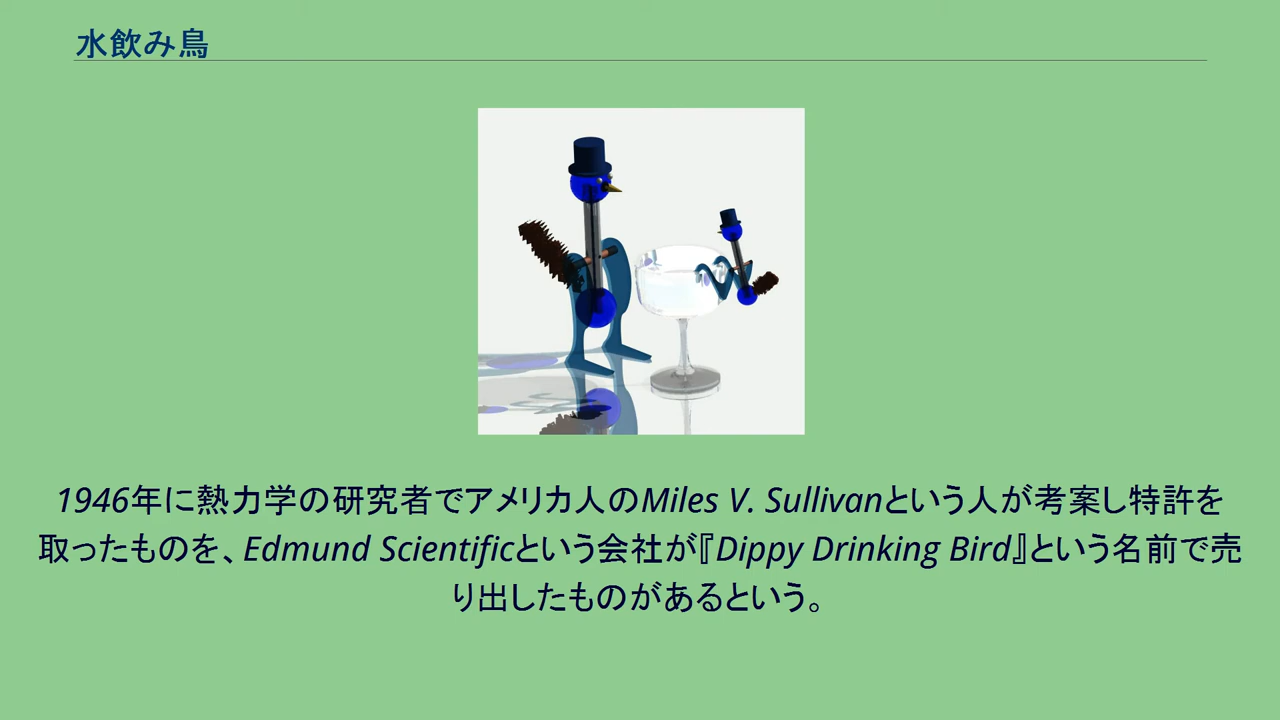 水飲み鳥
1946年に熱力学の研究者でアメリカ人のMiles V. Sullivanという人が考案し特許を
取ったものを、Edmund Scientificという会社が『Dippy Drinking Bird』という名前で売
り出したものがあるという。